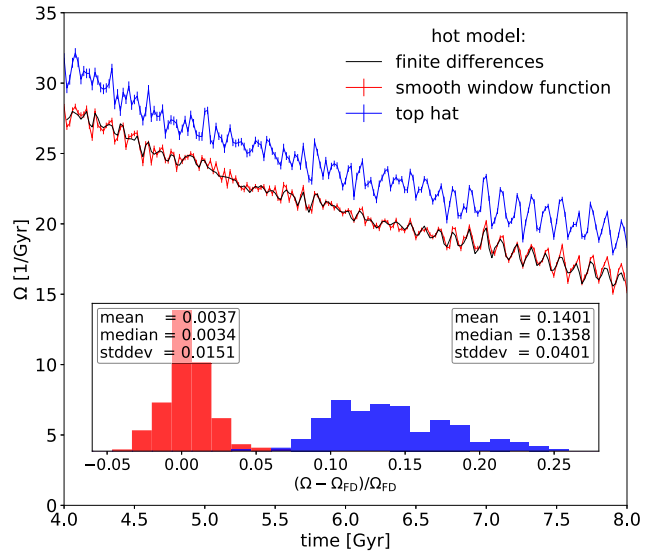 hot model:
finite differences
smooth window function
top hat
35
30
25
20
15
10
5
0
Ω [1/Gyr]
mean = 0.0037
median = 0.0034
stddev = 0.0151
mean = 0.1401
median = 0.1358
stddev = 0.0401
−0.05 0.00 0.05 0.10 0.15 0.20 0.25
(Ω − Ω_FD)/Ω_FD
4.0 4.5 5.0 5.5 6.0 6.5 7.0 7.5 8.0
time [Gyr]